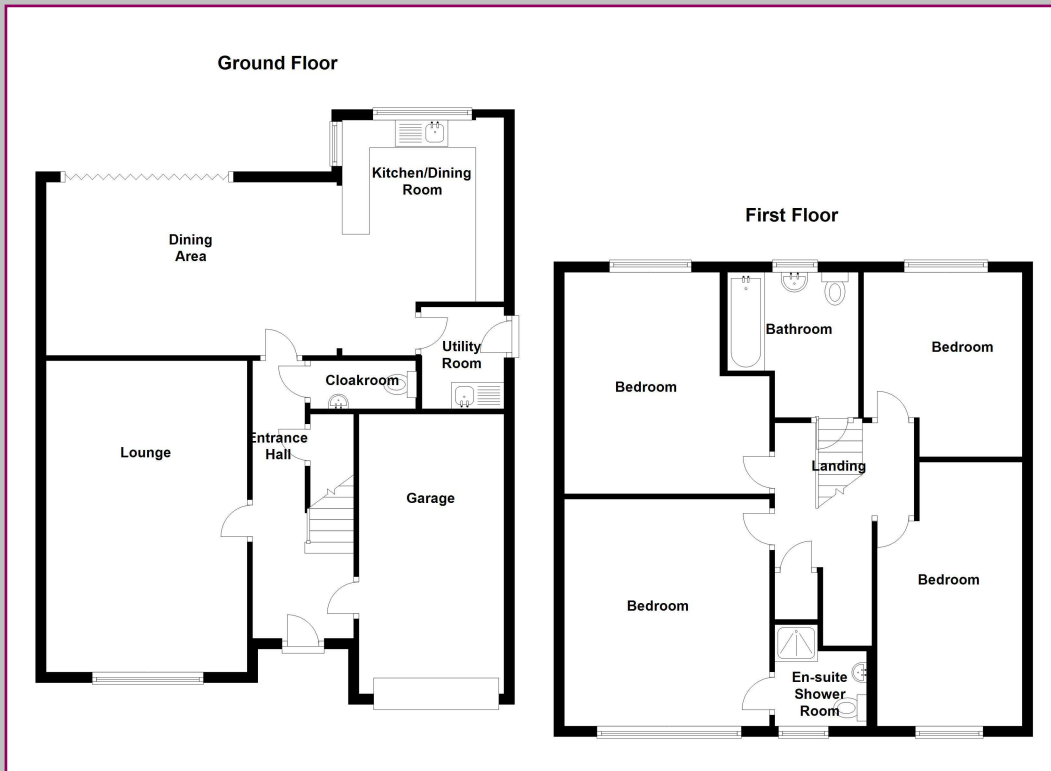 Ground Floor
Kitchen/Dining
Room
Dining
Area
Utility
Room
Cloakroom
Entrance
Hall
Lounge
Garage
First Floor
Bathroom
Bedroom
Bedroom
Landing
Bedroom
Bedroom
En-suite
Shower
Room